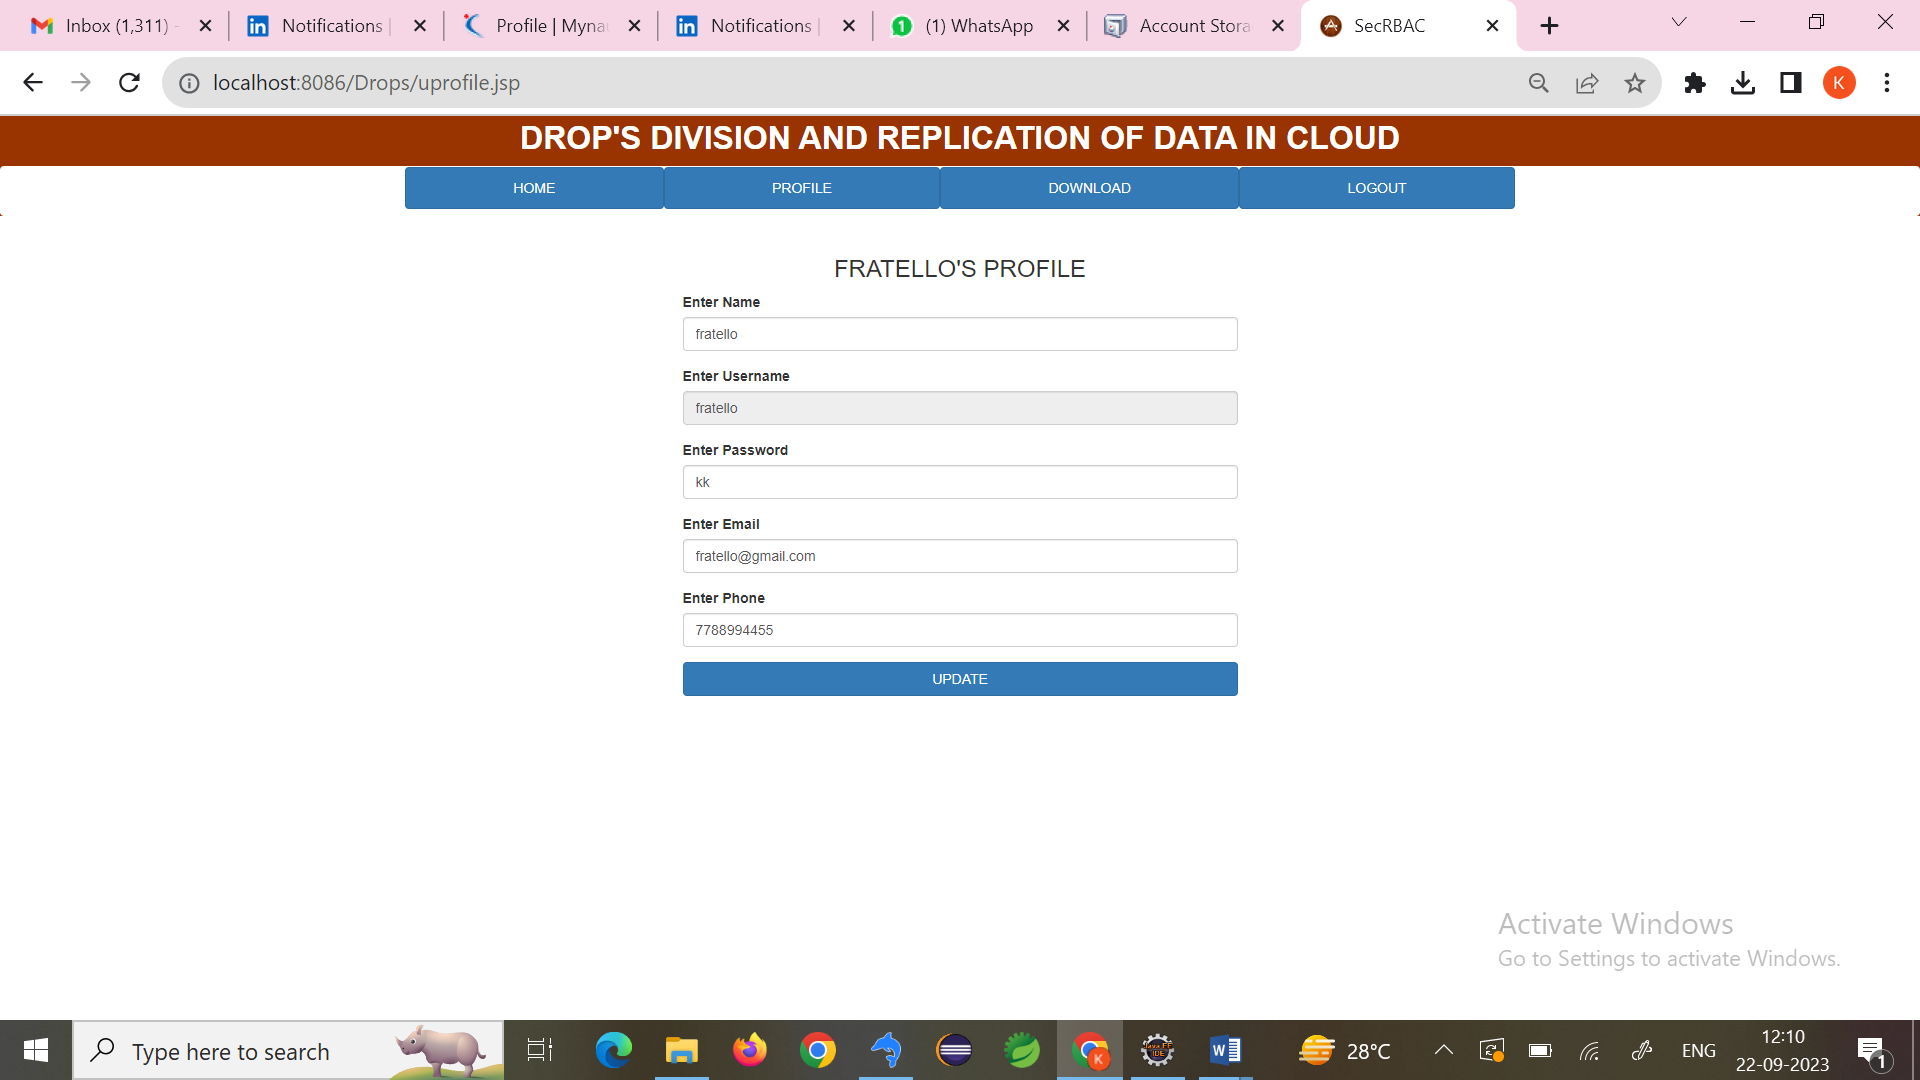 Inbox (1,311) -
Notifications |
Profile | Mynau
Notifications |
(1) WhatsApp
Account Stora
SecRBAC
localhost:8086/Drops/uprofile.jsp
K
DROP'S DIVISION AND REPLICATION OF DATA IN CLOUD
HOME PROFILE DOWNLOAD LOGOUT
FRATELLO'S PROFILE
Enter Name
fratello
Enter Username
fratello
Enter Password
kk
Enter Email
fratello@gmail.com
Enter Phone
7788994455
UPDATE
Activate Windows
Go to Settings to activate Windows.
Type here to search
28°C
ENG
12:10
22-09-2023
1